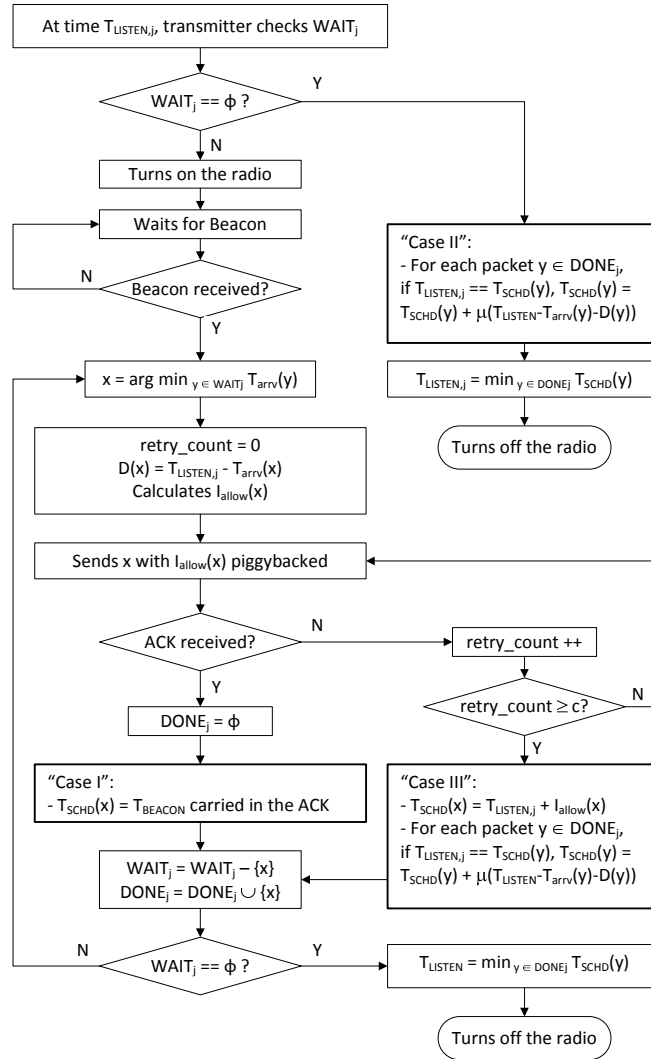 At time T_LISTEN,j, transmitter checks WAIT_j
WAIT_j == ϕ ?
Y
N
Turns on the radio
Waits for Beacon
N
Beacon received?
Y
"Case II":
- For each packet y ∈ DONE_j,
if T_LISTEN,j == T_SCHD(y), T_SCHD(y) =
T_SCHD(y) + μ(T_LISTEN-T_arrv(y)-D(y))
x = arg min y ∈ WAITj T_arrv(y)
T_LISTEN,j = min y ∈ DONEj T_SCHD(y)
Turns off the radio
retry_count = 0
D(x) = T_LISTEN,j - T_arrv(x)
Calculates I_allow(x)
Sends x with I_allow(x) piggybacked
ACK received?
N
retry_count ++
Y
retry_count ≥ c?
N
DONE_j = ϕ
Y
"Case I":
- T_SCHD(x) = T_BEACON carried in the ACK
"Case III":
- T_SCHD(x) = T_LISTEN,j + I_allow(x)
- For each packet y ∈ DONE_j,
if T_LISTEN,j == T_SCHD(y), T_SCHD(y) =
T_SCHD(y) + μ(T_LISTEN-T_arrv(y)-D(y))
WAIT_j = WAIT_j – {x}
DONE_j = DONE_j ∪ {x}
N
WAIT_j == ϕ ?
Y
T_LISTEN = min y ∈ DONEj T_SCHD(y)
Turns off the radio